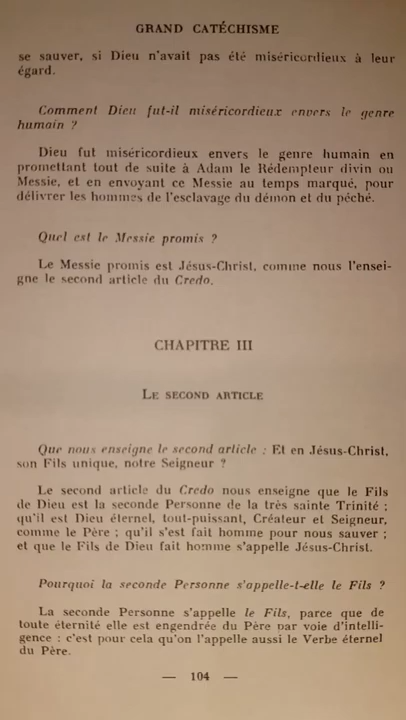 GRAND CATÉCHISME
se sauver, si Dieu n'avait pas été miséricordieux à leur
égard.
Comment Dieu fut-il miséricordieux envers le genre
humain ?
Dieu fut miséricordieux envers le genre humain en
promettant tout de suite à Adam le Rédempteur divin ou
Messie, et en envoyant ce Messie au temps marqué, pour
délivrer les hommes de l'esclavage du démon et du péché.
Quel est le Messie promis ?
Le Messie promis est Jésus-Christ, comme nous l'ensei-
gne le second article du Credo.
CHAPITRE III
LE SECOND ARTICLE
Que nous enseigne le second article : Et en Jésus-Christ,
son Fils unique, notre Seigneur ?
Le second article du Credo nous enseigne que le Fils
de Dieu est la seconde Personne de la très sainte Trinité ;
qu'il est Dieu éternel, tout-puissant, Créateur et Seigneur,
comme le Père ; qu'il s'est fait homme pour nous sauver ;
et que le Fils de Dieu fait homme s'appelle Jésus-Christ.
Pourquoi la seconde Personne s'appelle-t-elle le Fils ?
La seconde Personne s'appelle le Fils, parce que de
toute éternité elle est engendrée du Père par voie d'intelli-
gence : c'est pour cela qu'on l'appelle aussi le Verbe éternel
du Père.
— 104 —